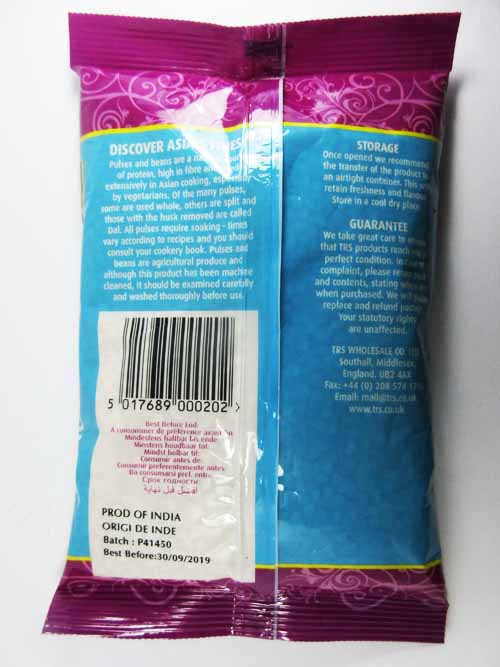 DISCOVER ASIAN
Pulses and beans are a
of protein, high in fibre and
extensively in Asian cooking, especially
by vegetarians. Of the many pulses,
some are used whole, others are split and
those with the husk removed are called
Dal. All pulses require soaking - times
vary according to recipes and you should
consult your cookery book. Pulses and
beans are agricultural produce and
although this product has been machine
cleaned, it should be examined carefully
and washed thoroughly before use.
5 017689 000202 >
Best Before End:
A consommer de préférence avant fin
Mindestens haltbar bis ende
Minstens houdbaar tot:
Mindst holbar til:
Consumir antes de:
Consumir preferentemente antes
Da consumarsi pref. entro
Срок годности:
أفضل قبل نهاية
PROD OF INDIA
ORIGI DE INDE
Batch : P41450
Best Before:30/09/2019
STORAGE
Once opened we recommend
the transfer of the product to
an airtight container. This will
retain freshness and flavour.
Store in a cool dry place.
GUARANTEE
We take great care to ensure
that TRS products reach you in
perfect condition. In case of
complaint, please return pack
and contents, stating where and
when purchased. We will gladly
replace and refund postage.
Your statutory rights
are unaffected.
TRS WHOLESALE CO. LTD
Southall, Middlesex,
England. UB2 4AX
Fax: +44 (0) 208 574
Email: mail@trs.co.uk
www.trs.co.uk